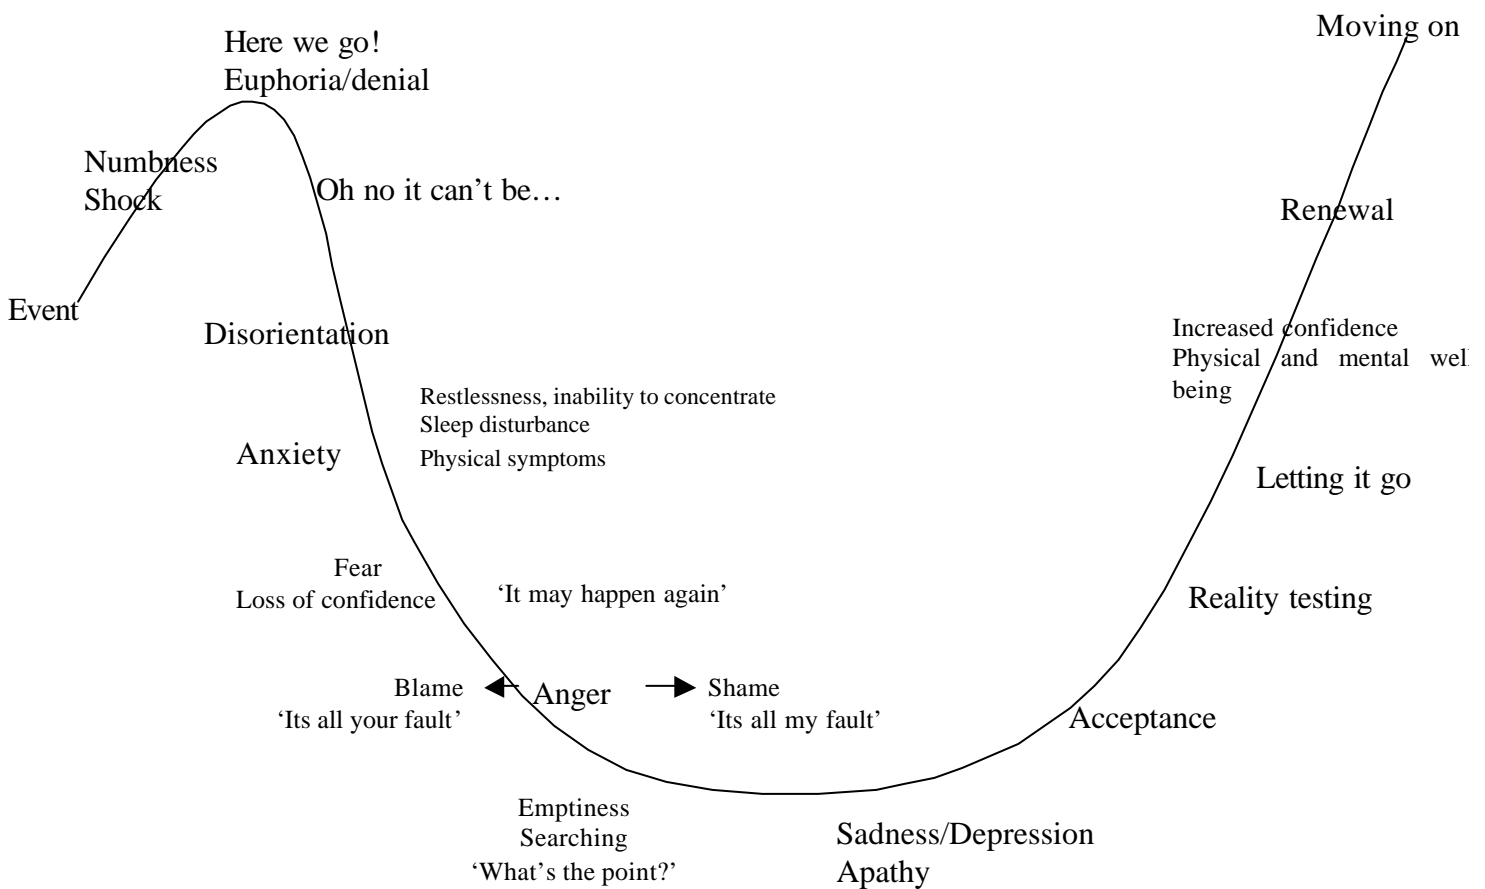 Here we go!
Euphoria/denial
Moving on
Numbness
Shock
Oh no it can’t be…
Renewal
Event
Disorientation
Increased confidence
Physical and mental wel
being
Restlessness, inability to concentrate
Sleep disturbance
Physical symptoms
Anxiety
Letting it go
Fear
Loss of confidence
‘It may happen again’
Reality testing
Blame
‘Its all your fault’
Anger
Shame
‘Its all my fault’
Acceptance
Emptiness
Searching
‘What’s the point?’
Sadness/Depression
Apathy